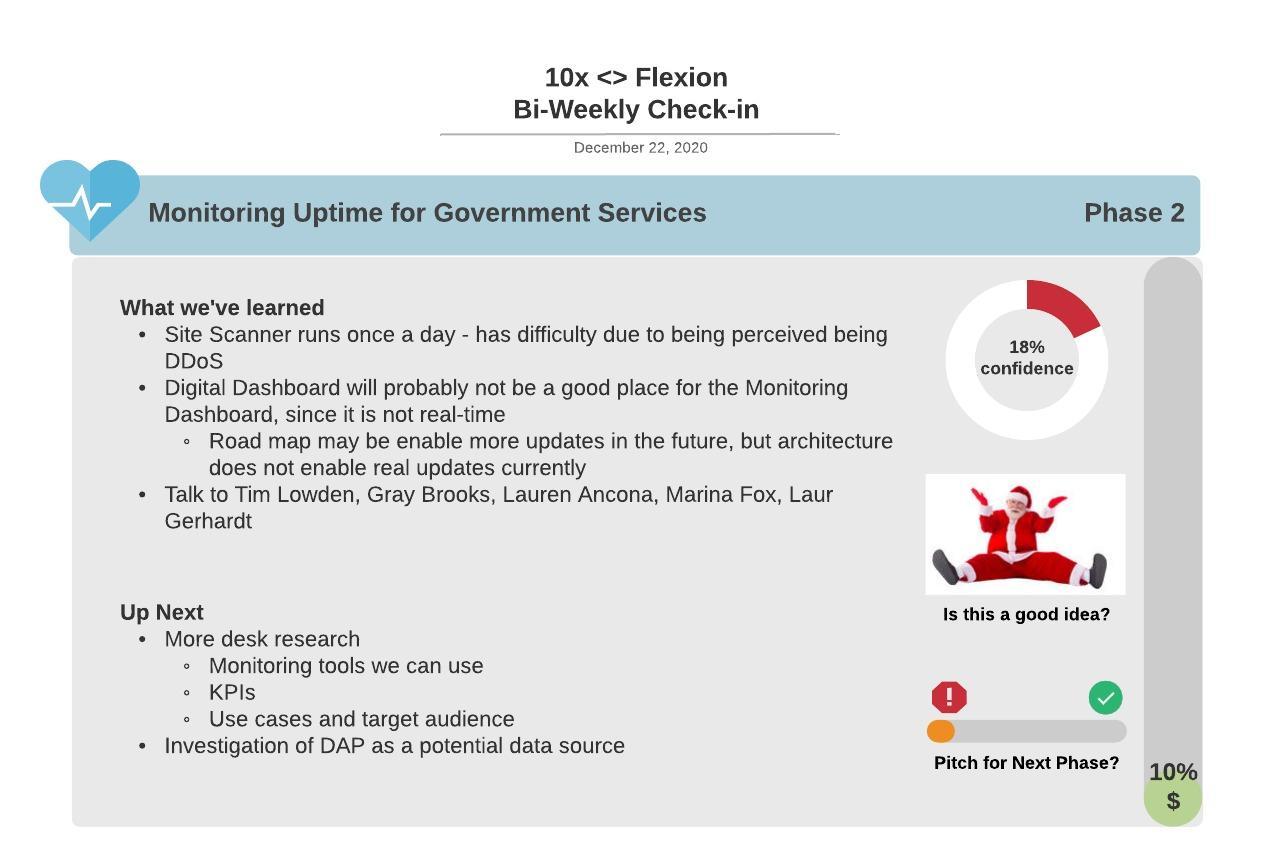 10x <> Flexion
Bi-Weekly Check-in
December 22, 2020
Monitoring Uptime for Government Services
Phase 2
What we've learned
• Site Scanner runs once a day - has difficulty due to being perceived being
DDoS
• Digital Dashboard will probably not be a good place for the Monitoring
Dashboard, since it is not real-time
◦ Road map may be enable more updates in the future, but architecture
does not enable real updates currently
• Talk to Tim Lowden, Gray Brooks, Lauren Ancona, Marina Fox, Laur
Gerhardt
Up Next
• More desk research
◦ Monitoring tools we can use
◦ KPIs
◦ Use cases and target audience
• Investigation of DAP as a potential data source
18%
confidence
Is this a good idea?
Pitch for Next Phase?
10%
$